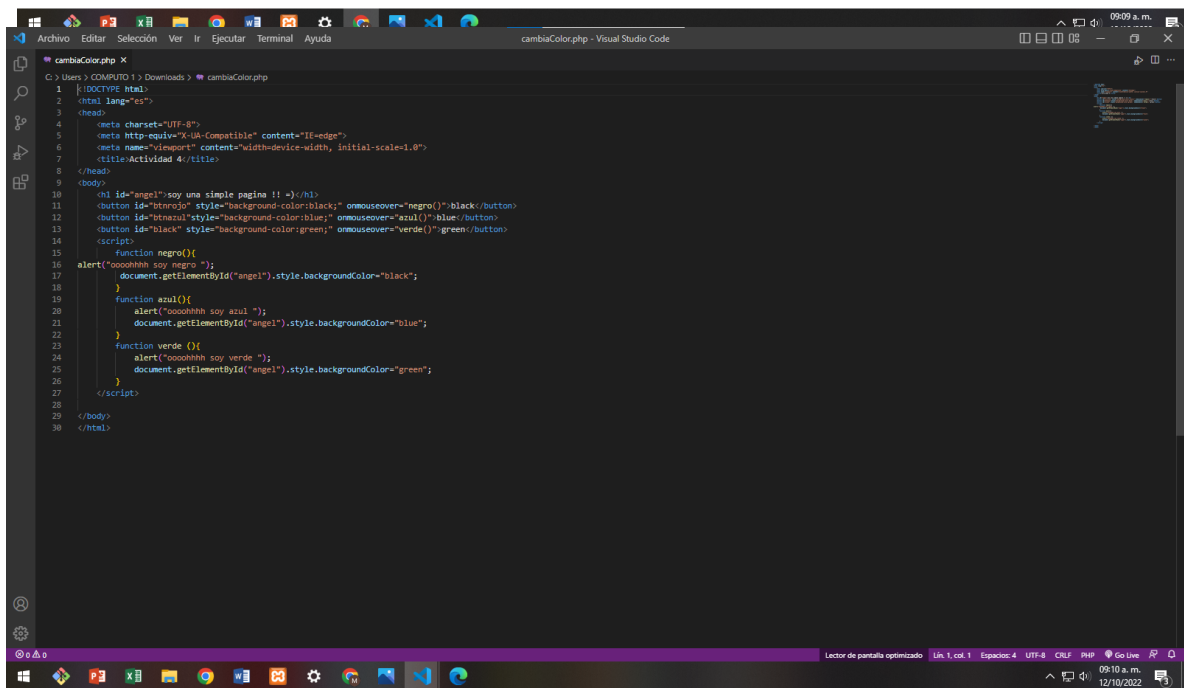 09:09 a. m.
Archivo Editar Selección Ver Ir Ejecutar Terminal Ayuda cambiaColor.php - Visual Studio Code
cambiaColor.php
C: > Users > COMPUTO 1 > Downloads > cambiaColor.php
1 <!DOCTYPE html>
2 <html lang="es">
3 <head>
4 <meta charset="UTF-8">
5 <meta http-equiv="X-UA-Compatible" content="IE=edge">
6 <meta name="viewport" content="width=device-width, initial-scale=1.0">
7 <title>Actividad 4</title>
8 </head>
9 <body>
10 <h1 id="angel">soy una simple pagina !! =)</h1>
11 <button id="btnrojo" style="background-color:black;" onmouseover="negro()">black</button>
12 <button id="btnazul"style="background-color:blue;" onmouseover="azul()">blue</button>
13 <button id="black" style="background-color:green;" onmouseover="verde()">green</button>
14 <script>
15 function negro(){
16 alert("oooohhhh soy negro ");
17 document.getElementById("angel").style.backgroundColor="black";
18 }
19 function azul(){
20 alert("oooohhhh soy azul ");
21 document.getElementById("angel").style.backgroundColor="blue";
22 }
23 function verde (){
24 alert("oooohhhh soy verde ");
25 document.getElementById("angel").style.backgroundColor="green";
26 }
27 </script>
28
29 </body>
30 </html>
0 0 Lector de pantalla optimizado Lín. 1, col. 1 Espacios: 4 UTF-8 CRLF PHP Go Live
09:10 a. m.
12/10/2022